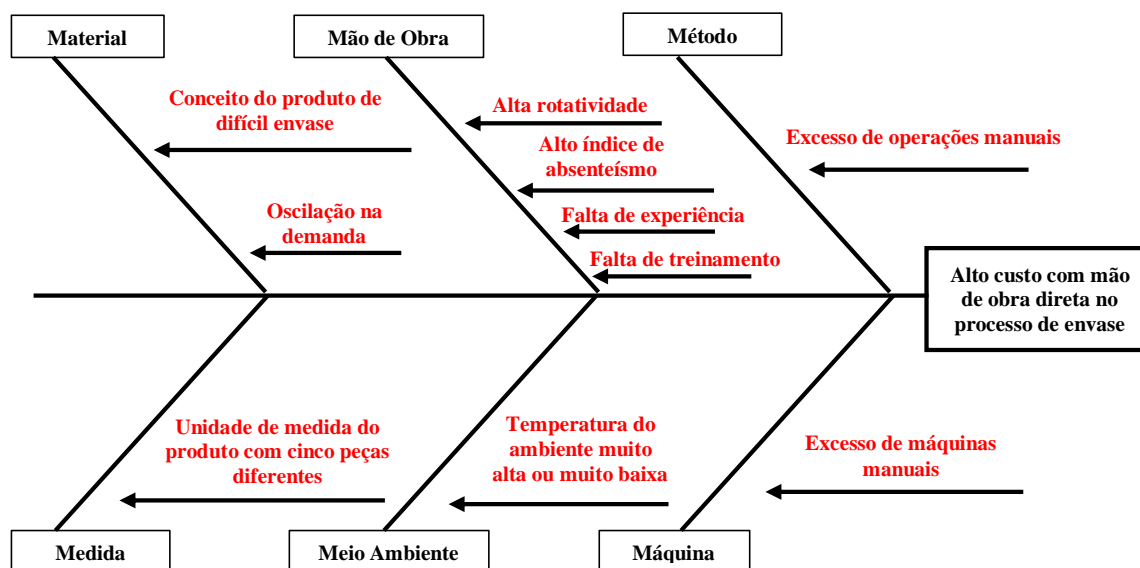 Material
Mão de Obra
Método
Conceito do produto de
difícil envase
Alta rotatividade
Alto índice de
absenteísmo
Excesso de operações manuais
Oscilação na
demanda
Falta de experiência
Falta de treinamento
Alto custo com mão
de obra direta no
processo de envase
Unidade de medida do
produto com cinco peças
diferentes
Temperatura do
ambiente muito
alta ou muito baixa
Excesso de máquinas
manuais
Medida
Meio Ambiente
Máquina